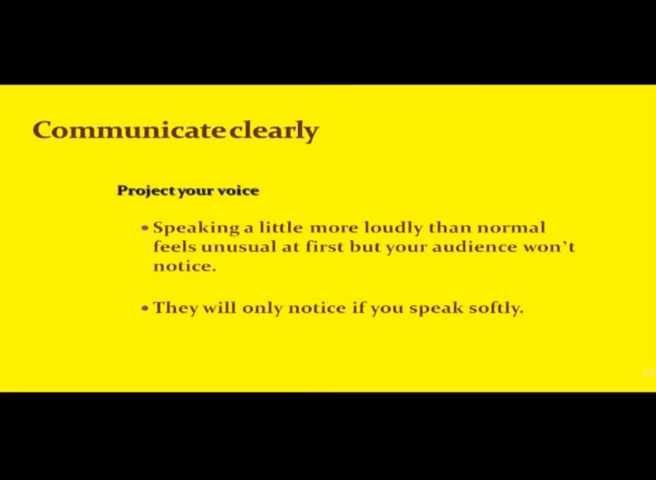 Communicate clearly
Project your voice
• Speaking a little more loudly than normal
feels unusual at first but your audience won't
notice.
• They will only notice if you speak softly.